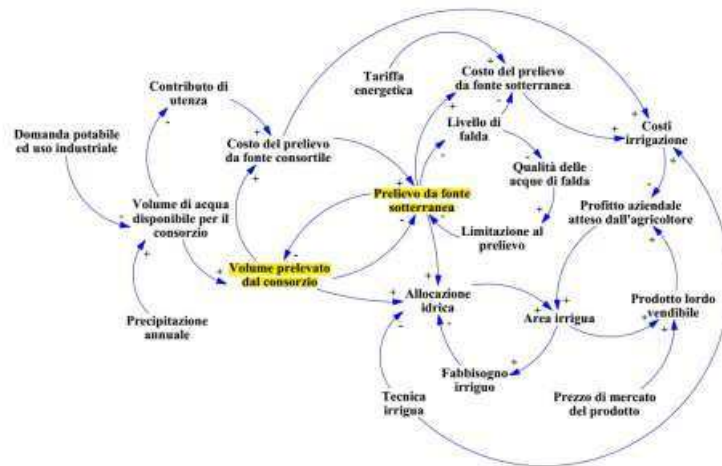 Contributo di
utenza
Tariffa
energetica
Costo del prelievo
da fonte sotterranea
Domanda potabile
ed uso industriale
Costo del prelievo
da fonte consortile
Livello di
falda
Costi
irrigazione
Qualità delle
acque di falda
Volume di acqua
disponibile per il
consorzio
Prelievo da fonte
sotterranea
Profitto aziendale
atteso dall'agricoltore
Limitazione al
prelievo
Volume prelevato
dal consorzio
Allocazione
idrica
Area irrigua
Prodotto lordo
vendibile
Precipitazione
annuale
Fabbisogno
irriguo
Tecnica
irrigua
Prezzo di mercato
del prodotto